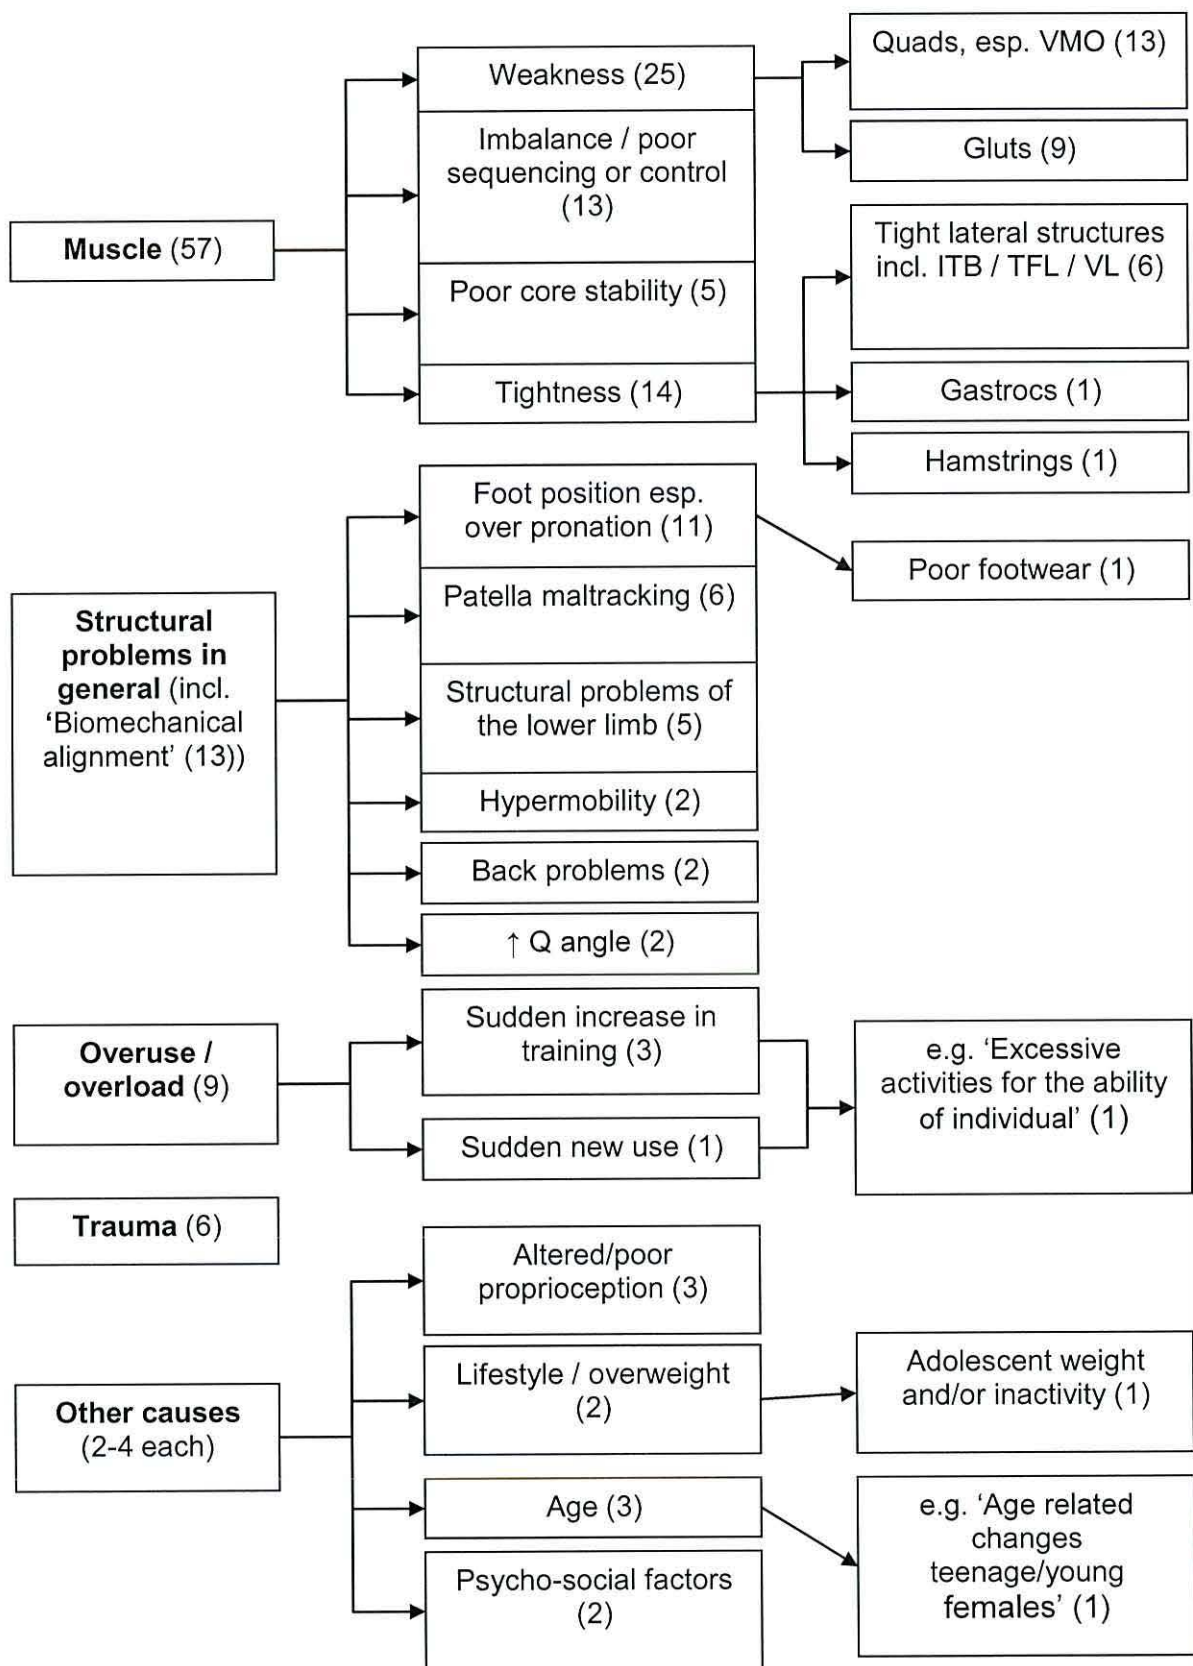 Muscle (57)
Weakness (25)
Imbalance / poor
sequencing or control
(13)
Poor core stability (5)
Tightness (14)
Quads, esp. VMO (13)
Gluts (9)
Tight lateral structures
incl. ITB / TFL / VL (6)
Gastrocs (1)
Hamstrings (1)
Structural
problems in
general (incl.
‘Biomechanical
alignment’ (13))
Foot position esp.
over pronation (11)
Patella maltracking (6)
Structural problems of
the lower limb (5)
Hypermobility (2)
Back problems (2)
↑ Q angle (2)
Poor footwear (1)
Overuse /
overload (9)
Sudden increase in
training (3)
Sudden new use (1)
e.g. ‘Excessive
activities for the ability
of individual’ (1)
Trauma (6)
Other causes
(2-4 each)
Altered/poor
proprioception (3)
Lifestyle / overweight
(2)
Age (3)
Psycho-social factors
(2)
Adolescent weight
and/or inactivity (1)
e.g. ‘Age related
changes
teenage/young
females’ (1)